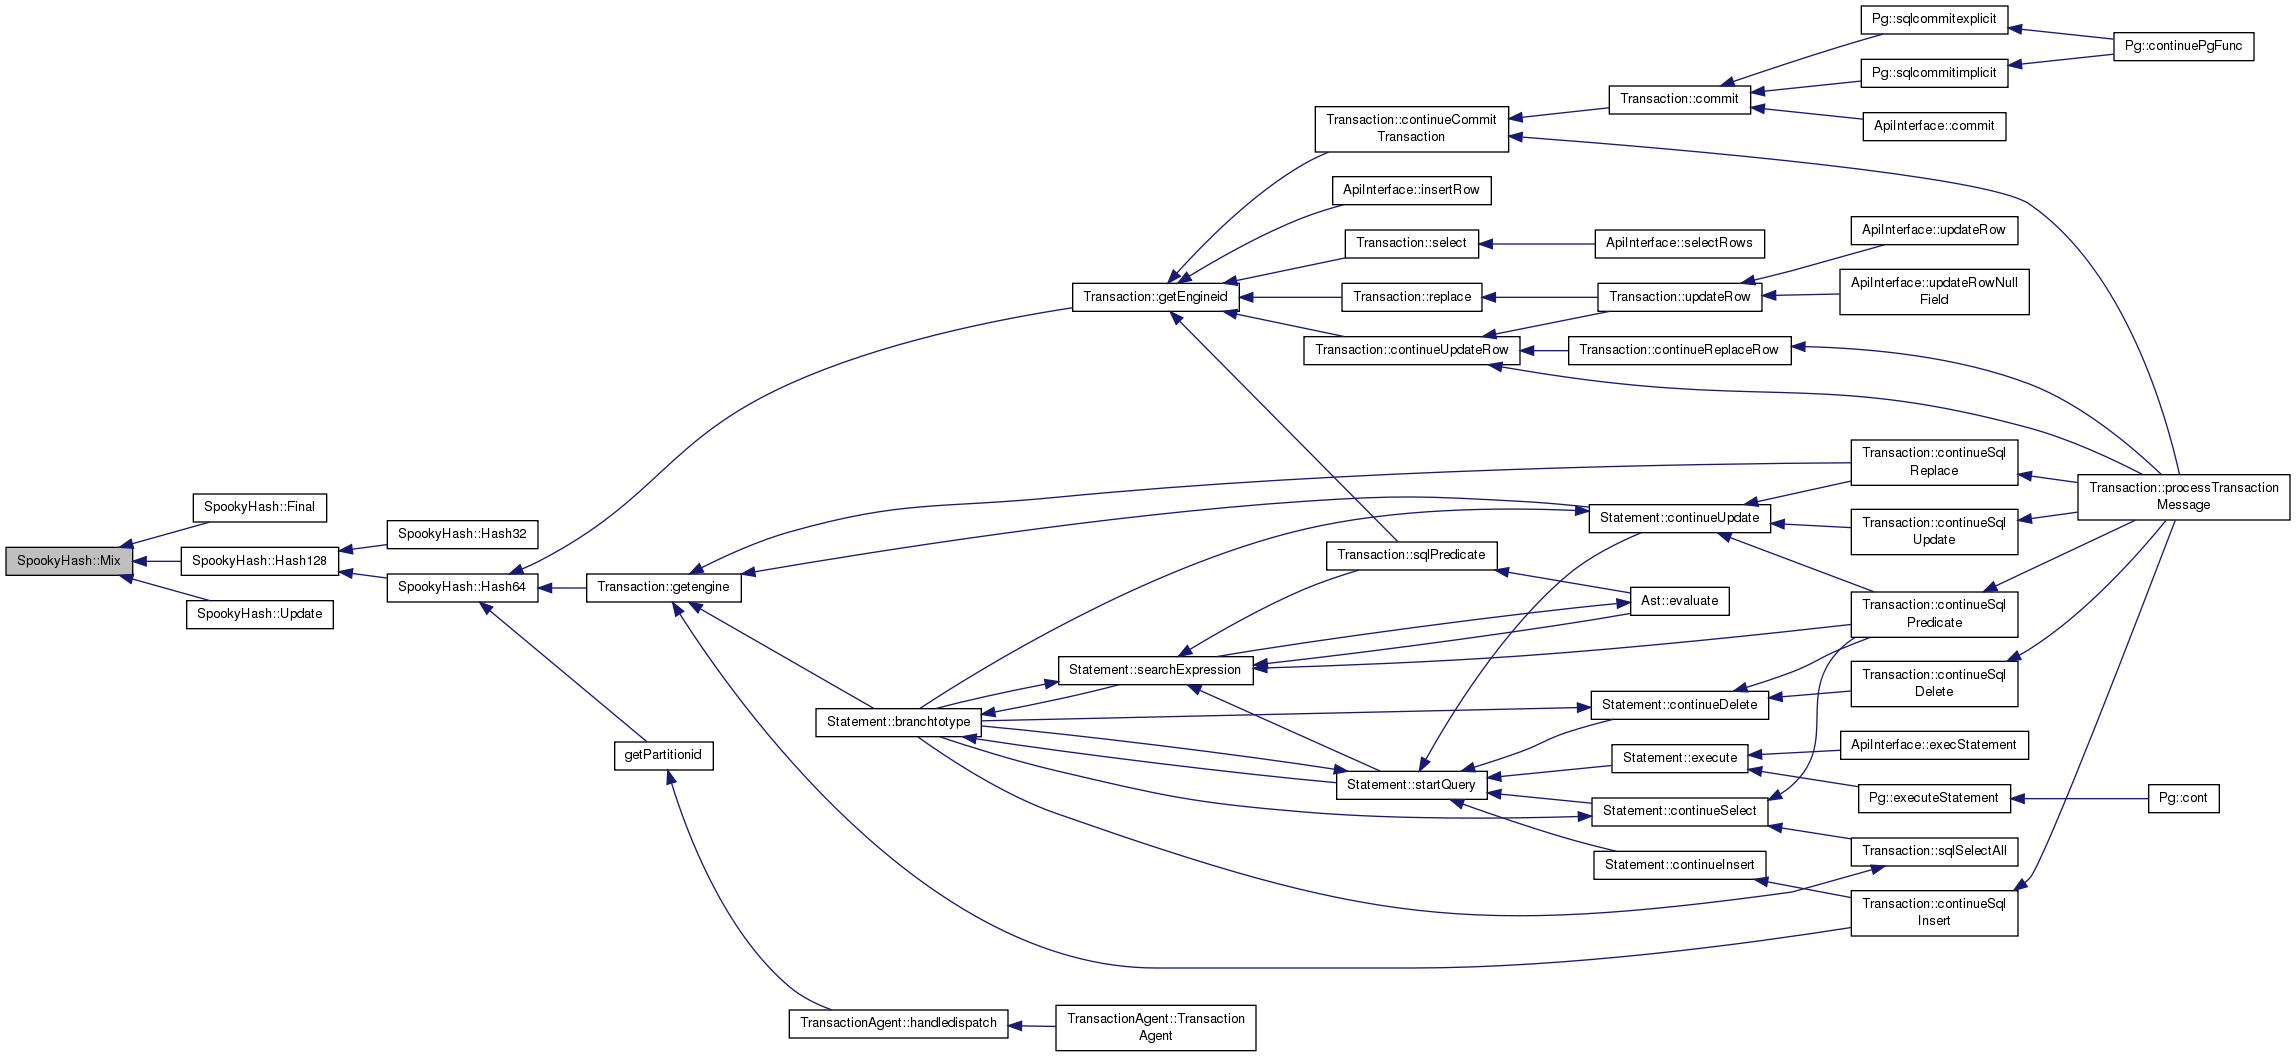 Pg::sqlcommitexplicit
Pg::continuePgFunc
Pg::sqlcommitimplicit
Transaction::commit
Transaction::continueCommit
Transaction
ApiInterface::commit
ApiInterface::insertRow
ApiInterface::updateRow
Transaction::select
ApiInterface::selectRows
ApiInterface::updateRowNull
Field
Transaction::getEngineid
Transaction::replace
Transaction::updateRow
Transaction::continueUpdateRow
Transaction::continueReplaceRow
Transaction::continueSql
Replace
Transaction::processTransaction
Message
SpookyHash::Final
Statement::continueUpdate
Transaction::continueSql
Update
SpookyHash::Hash32
Transaction::sqlPredicate
SpookyHash::Mix
SpookyHash::Hash128
SpookyHash::Hash64
Transaction::getengine
Ast::evaluate
Transaction::continueSql
Predicate
SpookyHash::Update
Statement::searchExpression
Transaction::continueSql
Delete
Statement::continueDelete
Statement::branchtotype
ApiInterface::execStatement
getPartitionid
Statement::execute
Statement::startQuery
Pg::executeStatement
Pg::cont
Statement::continueSelect
Transaction::sqlSelectAll
Statement::continueInsert
Transaction::continueSql
Insert
TransactionAgent::handledispatch
TransactionAgent::Transaction
Agent